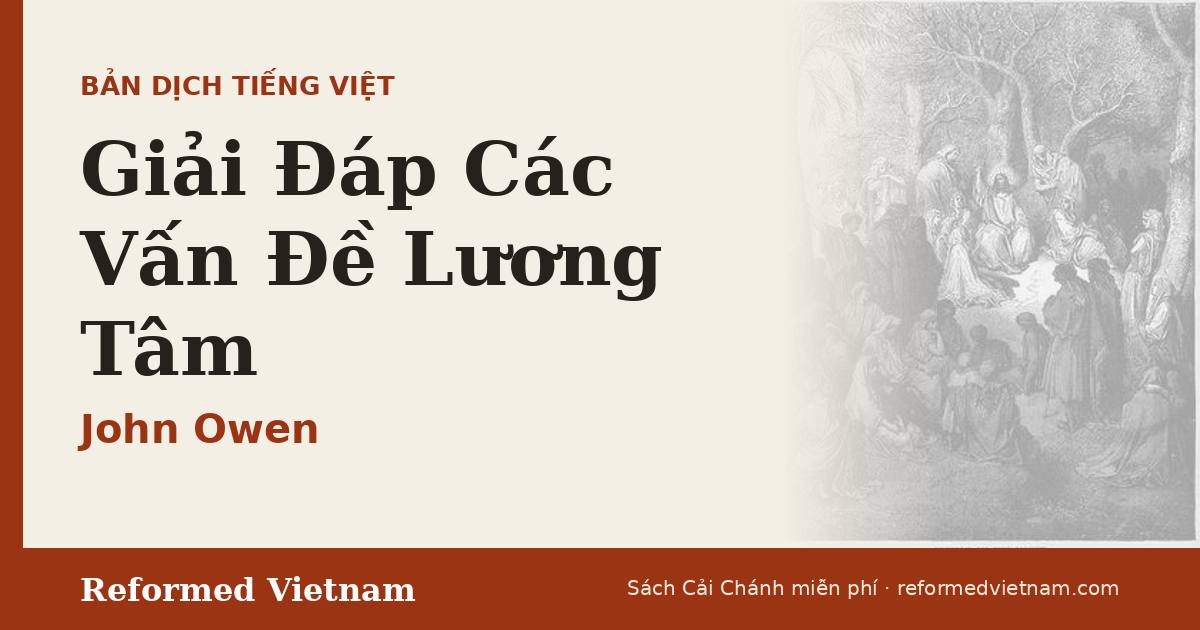 BẢN DỊCH TIẾNG VIỆT
Giải Đáp Các
Vấn Đề Lương
Tâm
John Owen
Reformed Vietnam
Sách Cải Chánh miễn phí · reformedvietnam.com